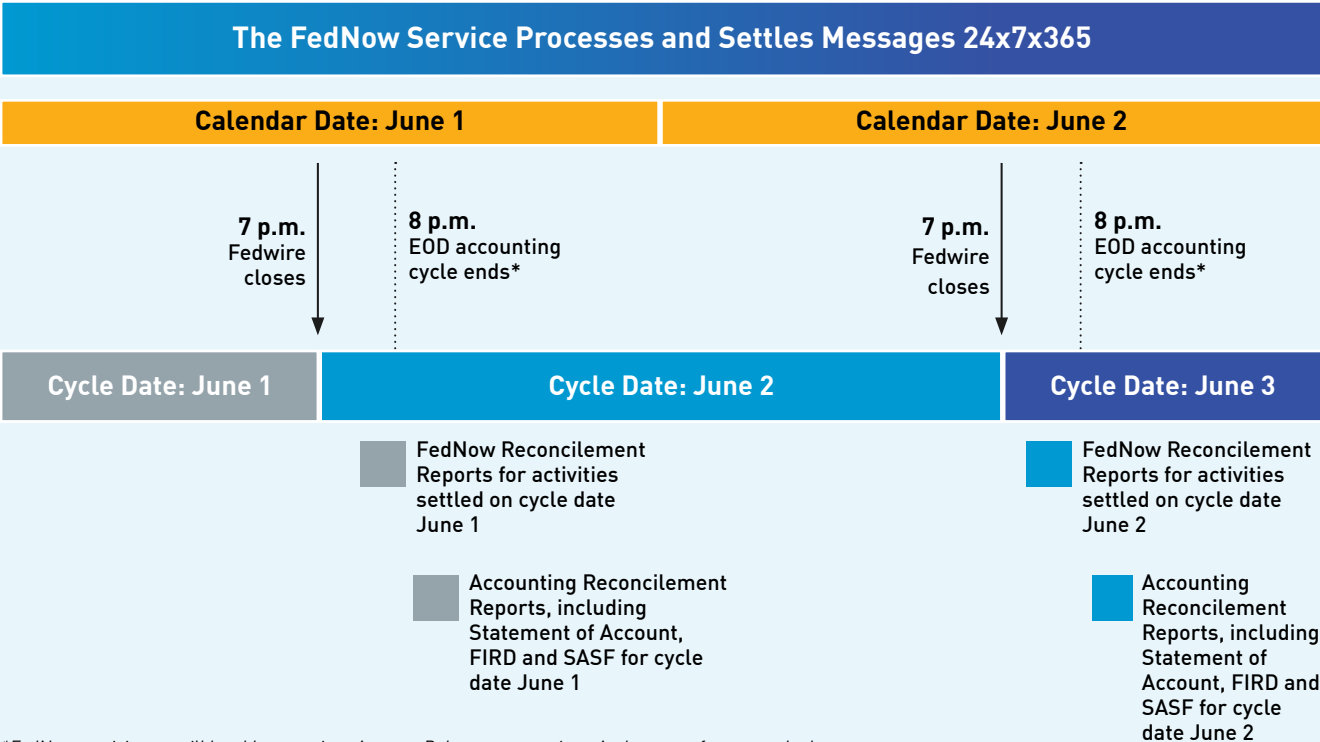 The FedNow Service Processes and Settles Messages 24x7x365
Calendar Date: June 1
Calendar Date: June 2
7 p.m.
Fedwire
closes
8 p.m.
EOD accounting
cycle ends*
7 p.m.
Fedwire
closes
8 p.m.
EOD accounting
cycle ends*
Cycle Date: June 1
Cycle Date: June 2
Cycle Date: June 3
FedNow Reconcilement
Reports for activities
settled on cycle date
June 1
Accounting Reconcilement
Reports, including
Statement of Account,
FIRD and SASF for cycle
date June 1
FedNow Reconcilement
Reports for activities
settled on cycle date
June 2
Accounting
Reconcilement
Reports, including
Statement of
Account, FIRD and
SASF for cycle
date June 2